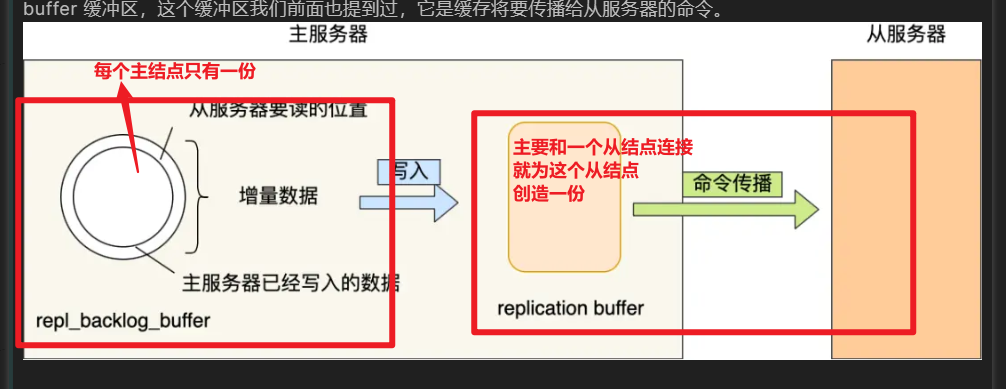 buffer 缓冲区，这个缓冲区我们前面也提到过，它是缓存将要传播给从服务器的命令。
主服务器
从服务器
每个主结点只有一份
从服务器要读的位置
主要和一个从结点连接
就为这个从结点
创造一份
写入
命令传播
增量数据
主服务器已经写入的数据
replication buffer
repl_backlog_buffer